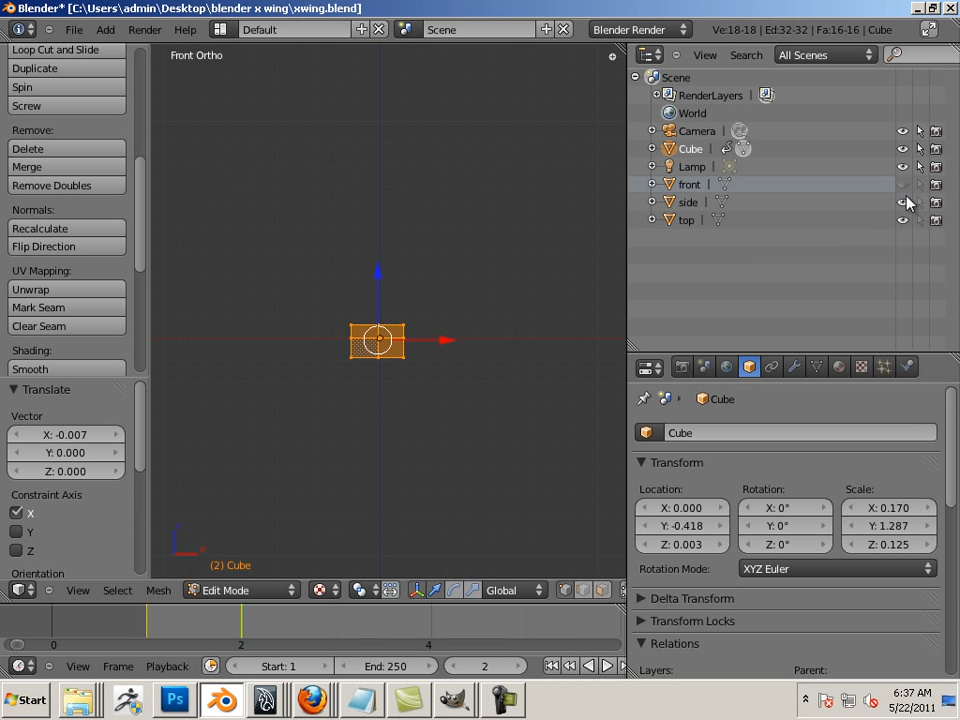 Blender* [C:\Users\admin\Desktop\blender x wing\xwing.blend]
File Add Render Help Default Scene Blender Render Ve:18-18 | Ed:32-32 | Fa:16-16 | Cube
Loop Cut and Slide
Duplicate
Spin
Screw
Remove:
Delete
Merge
Remove Doubles
Normals:
Recalculate
Flip Direction
UV Mapping:
Unwrap
Mark Seam
Clear Seam
Shading:
Smooth
Translate
Vector
X: -0.007
Y: 0.000
Z: 0.000
Constraint Axis
X
Y
Z
Orientation
Front Ortho
(2) Cube
View Select Mesh Edit Mode Global
0 2 4
View Frame Playback Start: 1 End: 250 2
View Search All Scenes
Scene
RenderLayers |
World
Camera |
Cube |
Lamp |
front |
side |
top |
Cube
Cube
Transform
Location: Rotation: Scale:
X: 0.000 X: 0° X: 0.170
Y: -0.418 Y: 0° Y: 1.287
Z: 0.003 Z: 0° Z: 0.125
Rotation Mode: XYZ Euler
Delta Transform
Transform Locks
Relations
Layers: Parent:
Start Ps 6:37 AM
5/22/2011